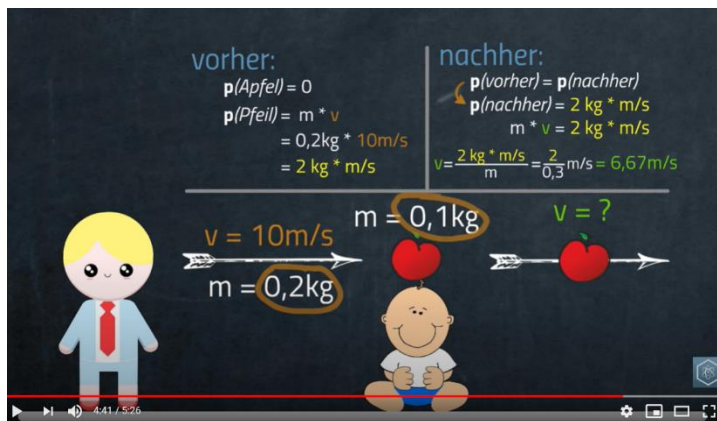 vorher:
p(Apfel) = 0
p(Pfeil) = m * v
= 0,2kg * 10m/s
= 2 kg * m/s
nachher:
p(vorher) = p(nachher)
p(nachher) = 2 kg * m/s
m * v = 2 kg * m/s
v = 2 kg * m/s / m = 2 / 0,3 m/s = 6,67m/s
v = 10m/s
m = 0,2kg
m = 0,1kg
v = ?
4:41 / 5:26